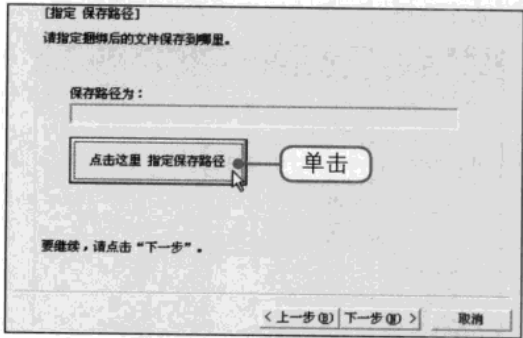 [指定 保存路径]
请指定捆绑后的文件保存到哪里。
保存路径为：
点击这里 指定保存路径
单击
要继续，请点击“下一步”。
< 上一步(B) 下一步(N) > 取消